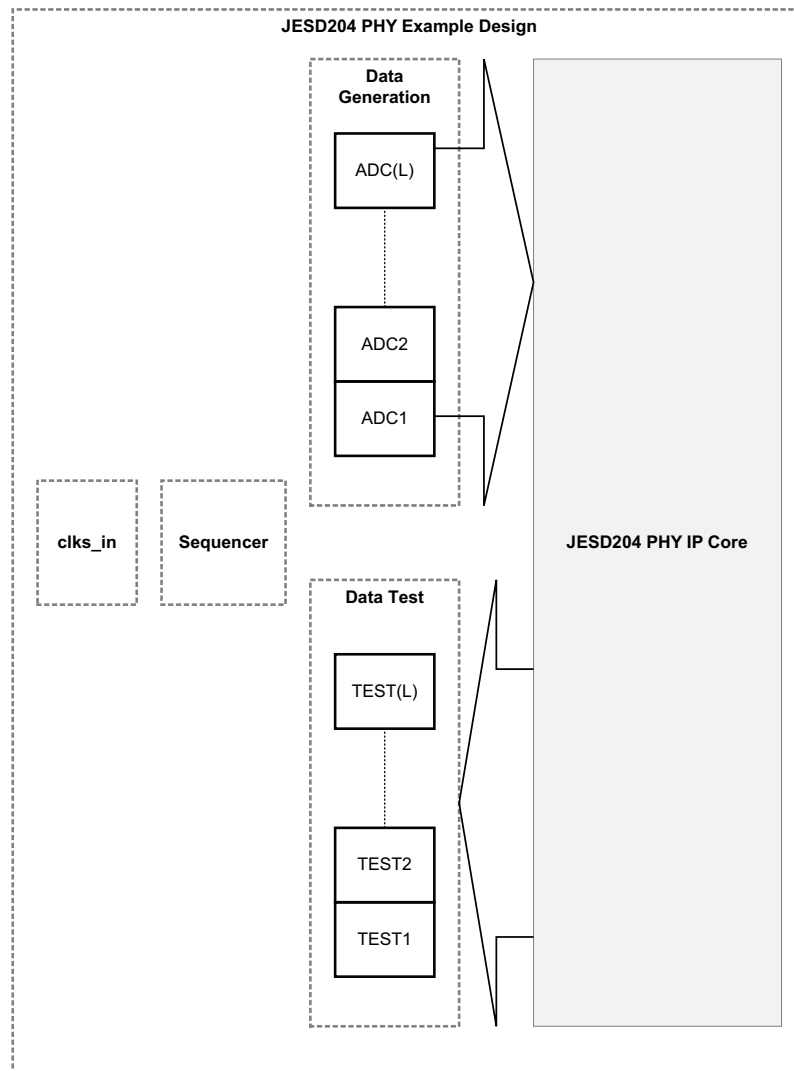 JESD204 PHY Example Design
Data
Generation
ADC(L)
ADC2
ADC1
clks_in
Sequencer
JESD204 PHY IP Core
Data Test
TEST(L)
TEST2
TEST1